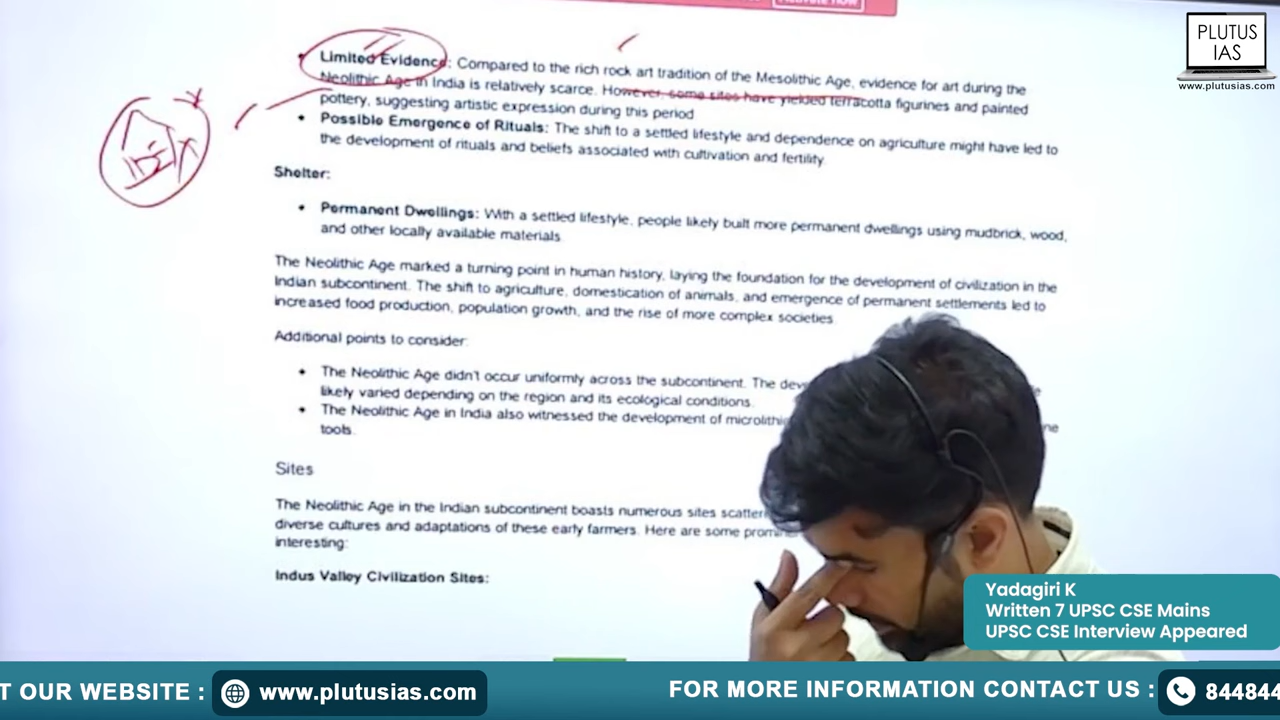 PLUTUS
IAS
www.plutusias.com
• Limited Evidence: Compared to the rich rock art tradition of the Mesolithic Age, evidence for art during the
Neolithic Age in India is relatively scarce. However, some sites have yielded terracotta figurines and painted
pottery, suggesting artistic expression during this period
• Possible Emergence of Rituals: The shift to a settled lifestyle and dependence on agriculture might have led to
the development of rituals and beliefs associated with cultivation and fertility.
Shelter:
• Permanent Dwellings: With a settled lifestyle, people likely built more permanent dwellings using mudbrick, wood,
and other locally available materials.
The Neolithic Age marked a turning point in human history, laying the foundation for the development of civilization in the
Indian subcontinent. The shift to agriculture, domestication of animals, and emergence of permanent settlements led to
increased food production, population growth, and the rise of more complex societies.
Additional points to consider:
• The Neolithic Age didn't occur uniformly across the subcontinent. The
likely varied depending on the region and its ecological conditions.
• The Neolithic Age in India also witnessed the development of
tools.
Sites
The Neolithic Age in the Indian subcontinent boasts numerous sites
diverse cultures and adaptations of these early farmers. Here are some
interesting:
Indus Valley Civilization Sites:
Yadagiri K
Written 7 UPSC CSE Mains
UPSC CSE Interview Appeared
T OUR WEBSITE : www.plutusias.com FOR MORE INFORMATION CONTACT US : 844844